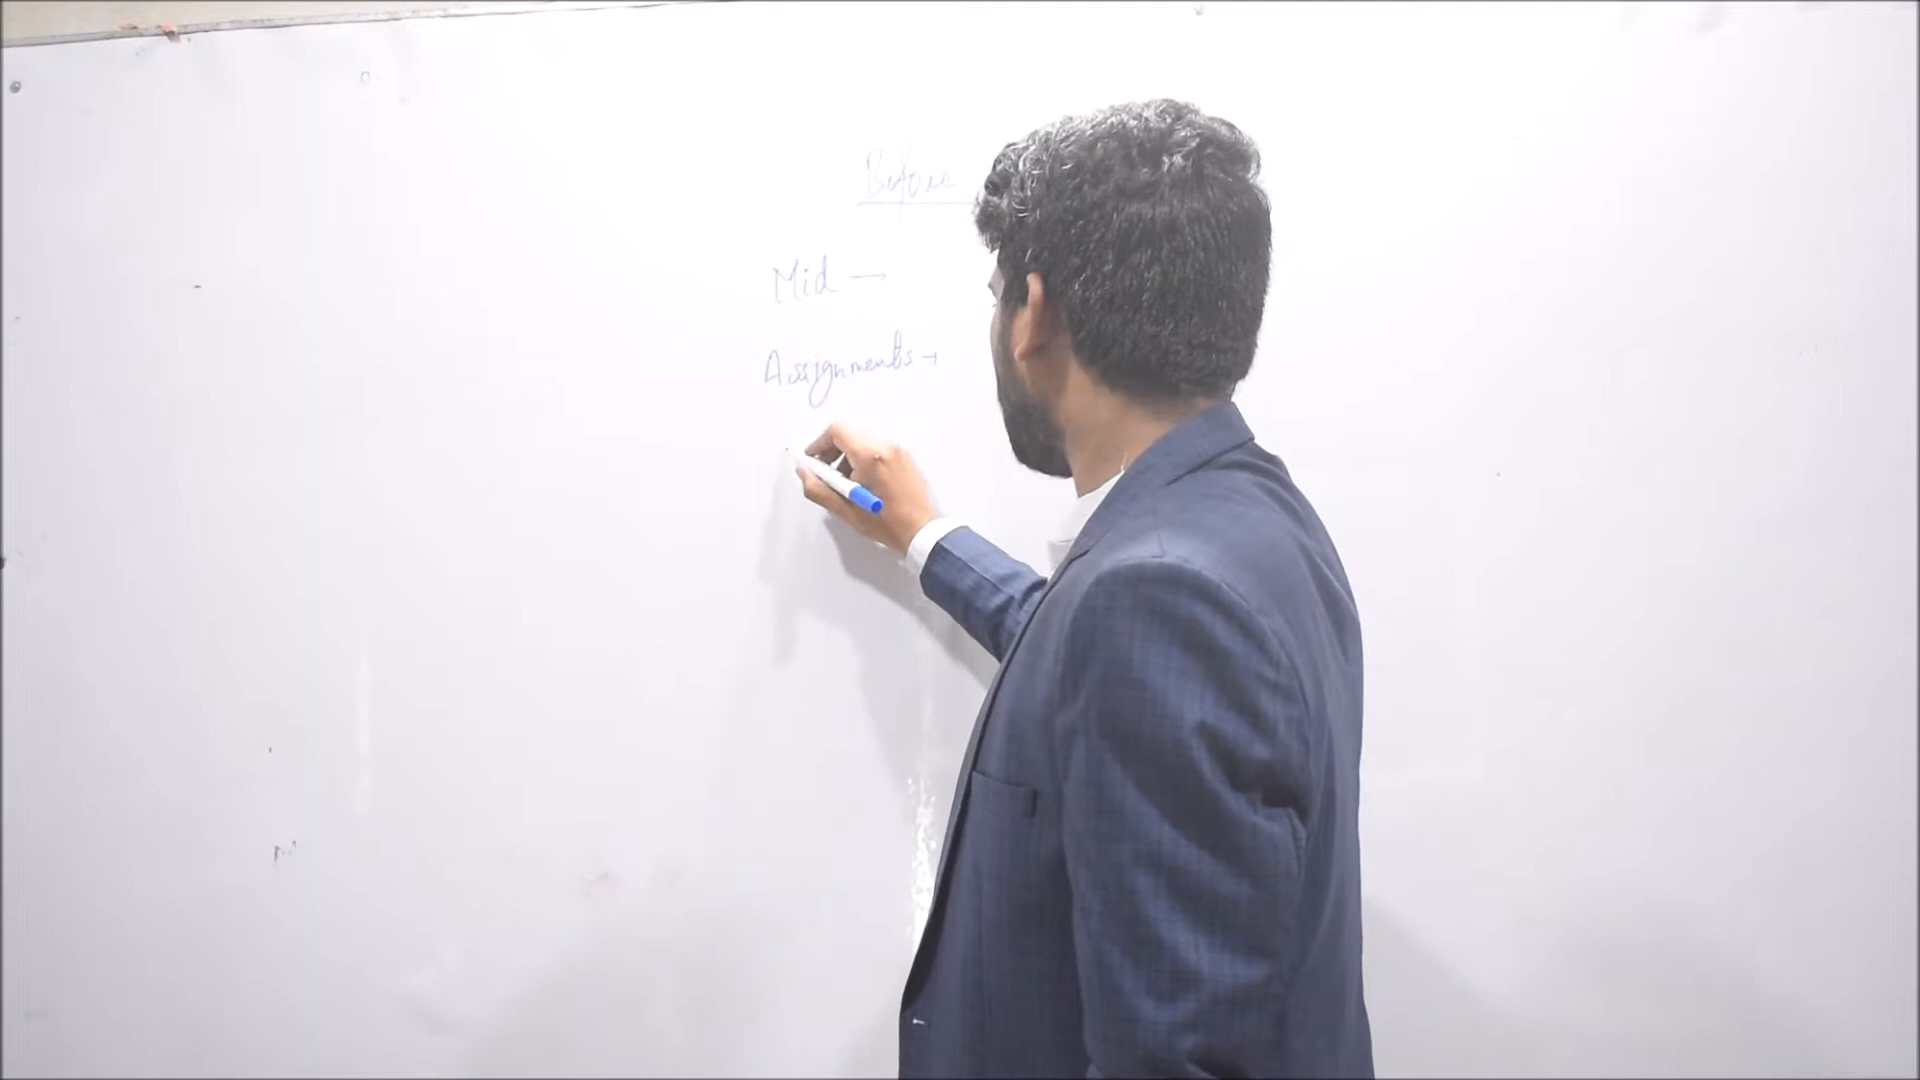 Before
Mid →
Assignments →